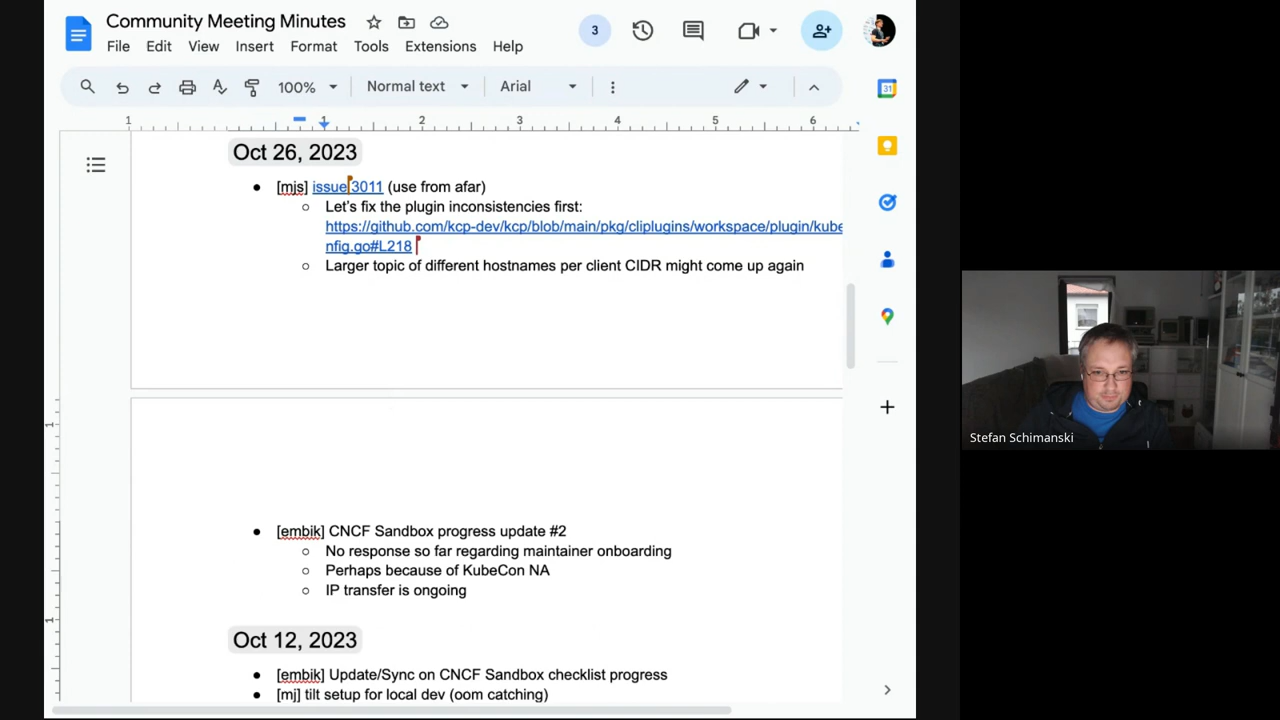 Community Meeting Minutes
3
File Edit View Insert Format Tools Extensions Help
100% Normal text Arial
31
1 1 2 3 4 5 6
Oct 26, 2023
[mjs] issue 3011 (use from afar)
Let's fix the plugin inconsistencies first:
https://github.com/kcp-dev/kcp/blob/main/pkg/cliplugins/workspace/plugin/kube
nfig.go#L218
Larger topic of different hostnames per client CIDR might come up again
1
[embik] CNCF Sandbox progress update #2
No response so far regarding maintainer onboarding
Perhaps because of KubeCon NA
IP transfer is ongoing
1
Oct 12, 2023
[embik] Update/Sync on CNCF Sandbox checklist progress
[mj] tilt setup for local dev (oom catching)
Stefan Schimanski